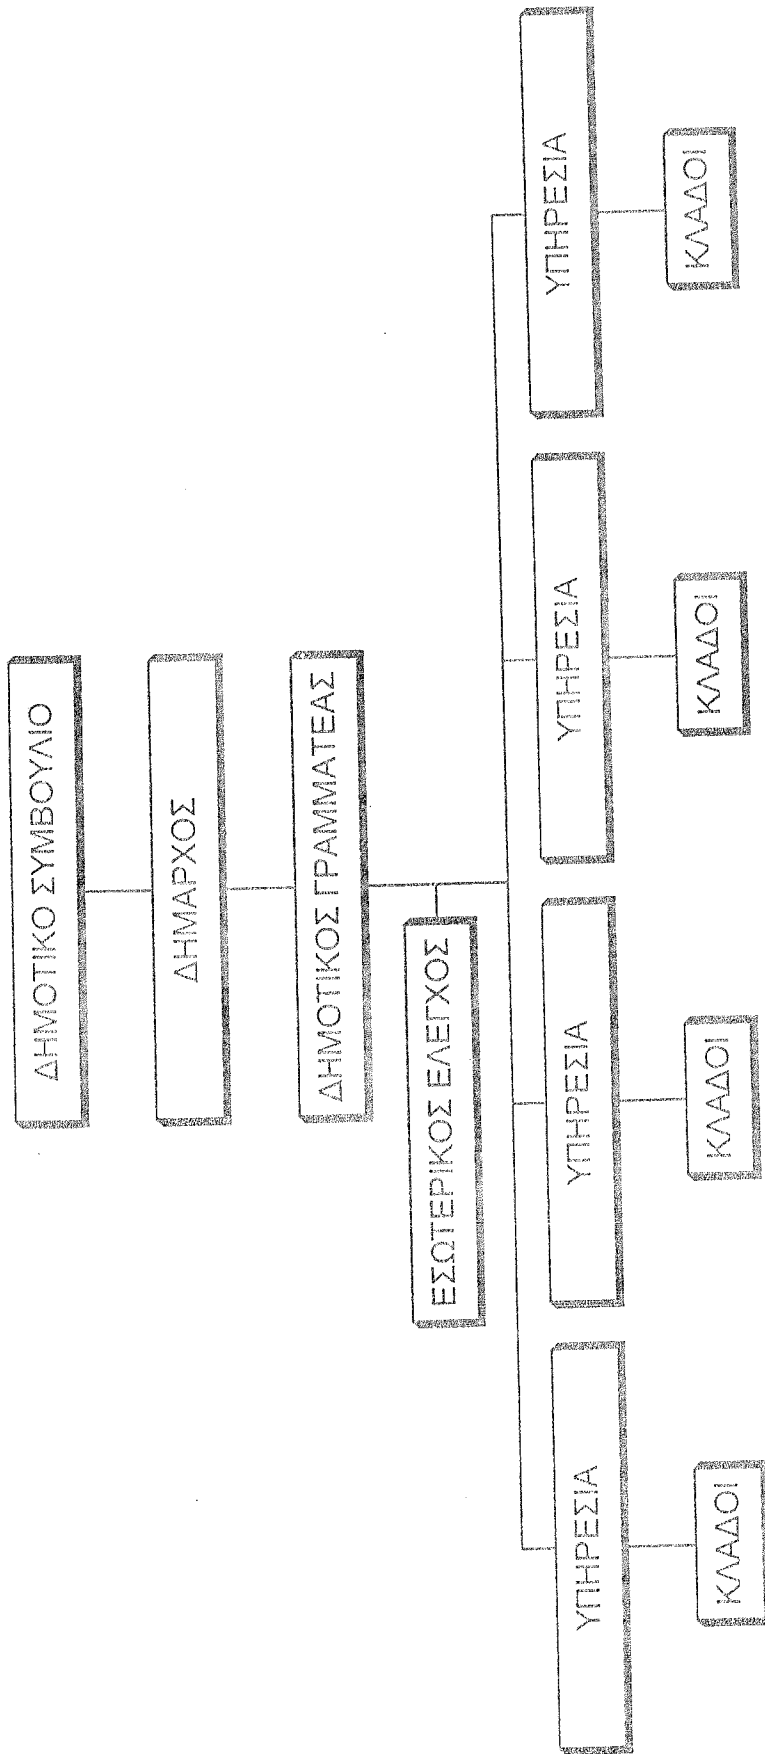 ΔΗΜΟΤΙΚΟ ΣΥΜΒΟΥΛΙΟ
ΔΗΜΑΡΧΟΣ
ΔΗΜΟΤΙΚΟΣ ΓΡΑΜΜΑΤΕΑΣ
ΕΣΩΤΕΡΙΚΟΣ ΕΛΕΓΧΟΣ
ΥΠΗΡΕΣΙΑ
ΥΠΗΡΕΣΙΑ
ΥΠΗΡΕΣΙΑ
ΥΠΗΡΕΣΙΑ
ΚΛΑΔΟΙ
ΚΛΑΔΟΙ
ΚΛΑΔΟΙ
ΚΛΑΔΟΙ